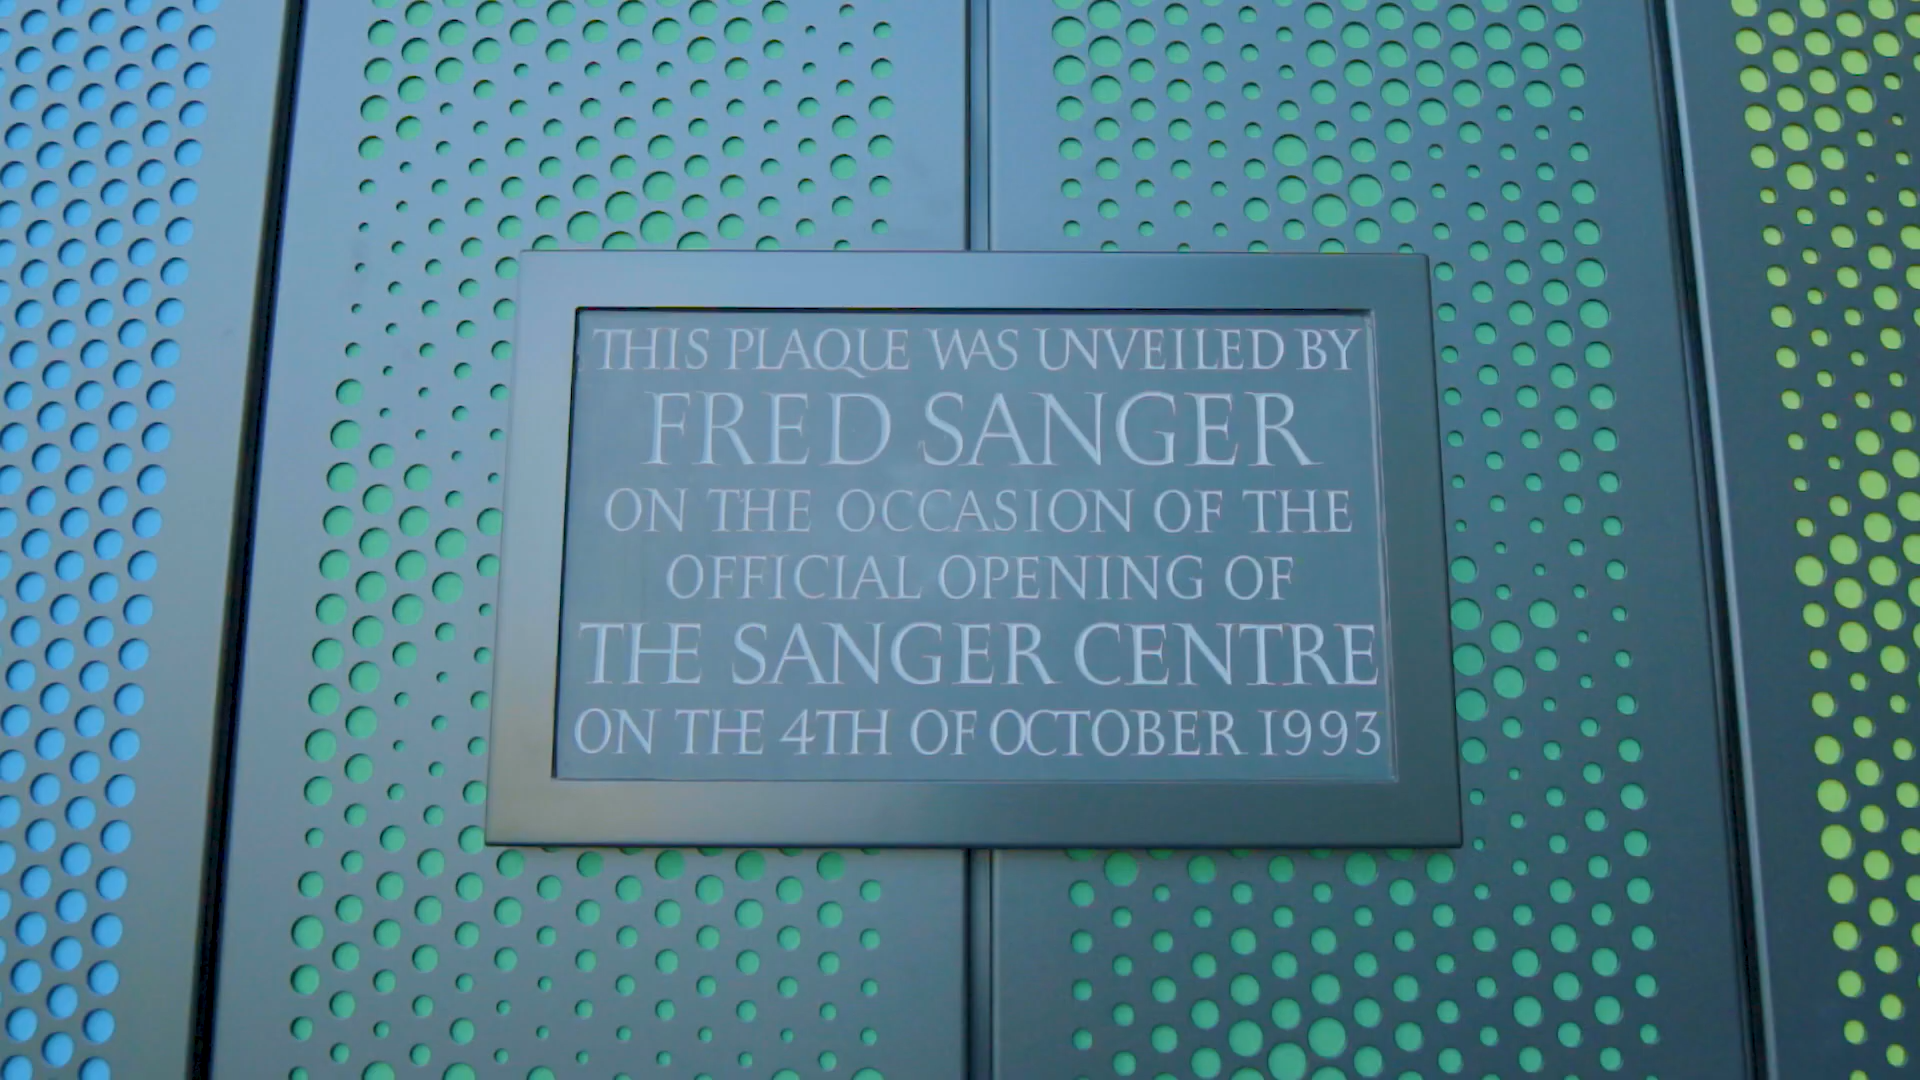 THIS PLAQUE WAS UNVEILED BY
FRED SANGER
ON THE OCCASION OF THE
OFFICIAL OPENING OF
THE SANGER CENTRE
ON THE 4TH OF OCTOBER 1993